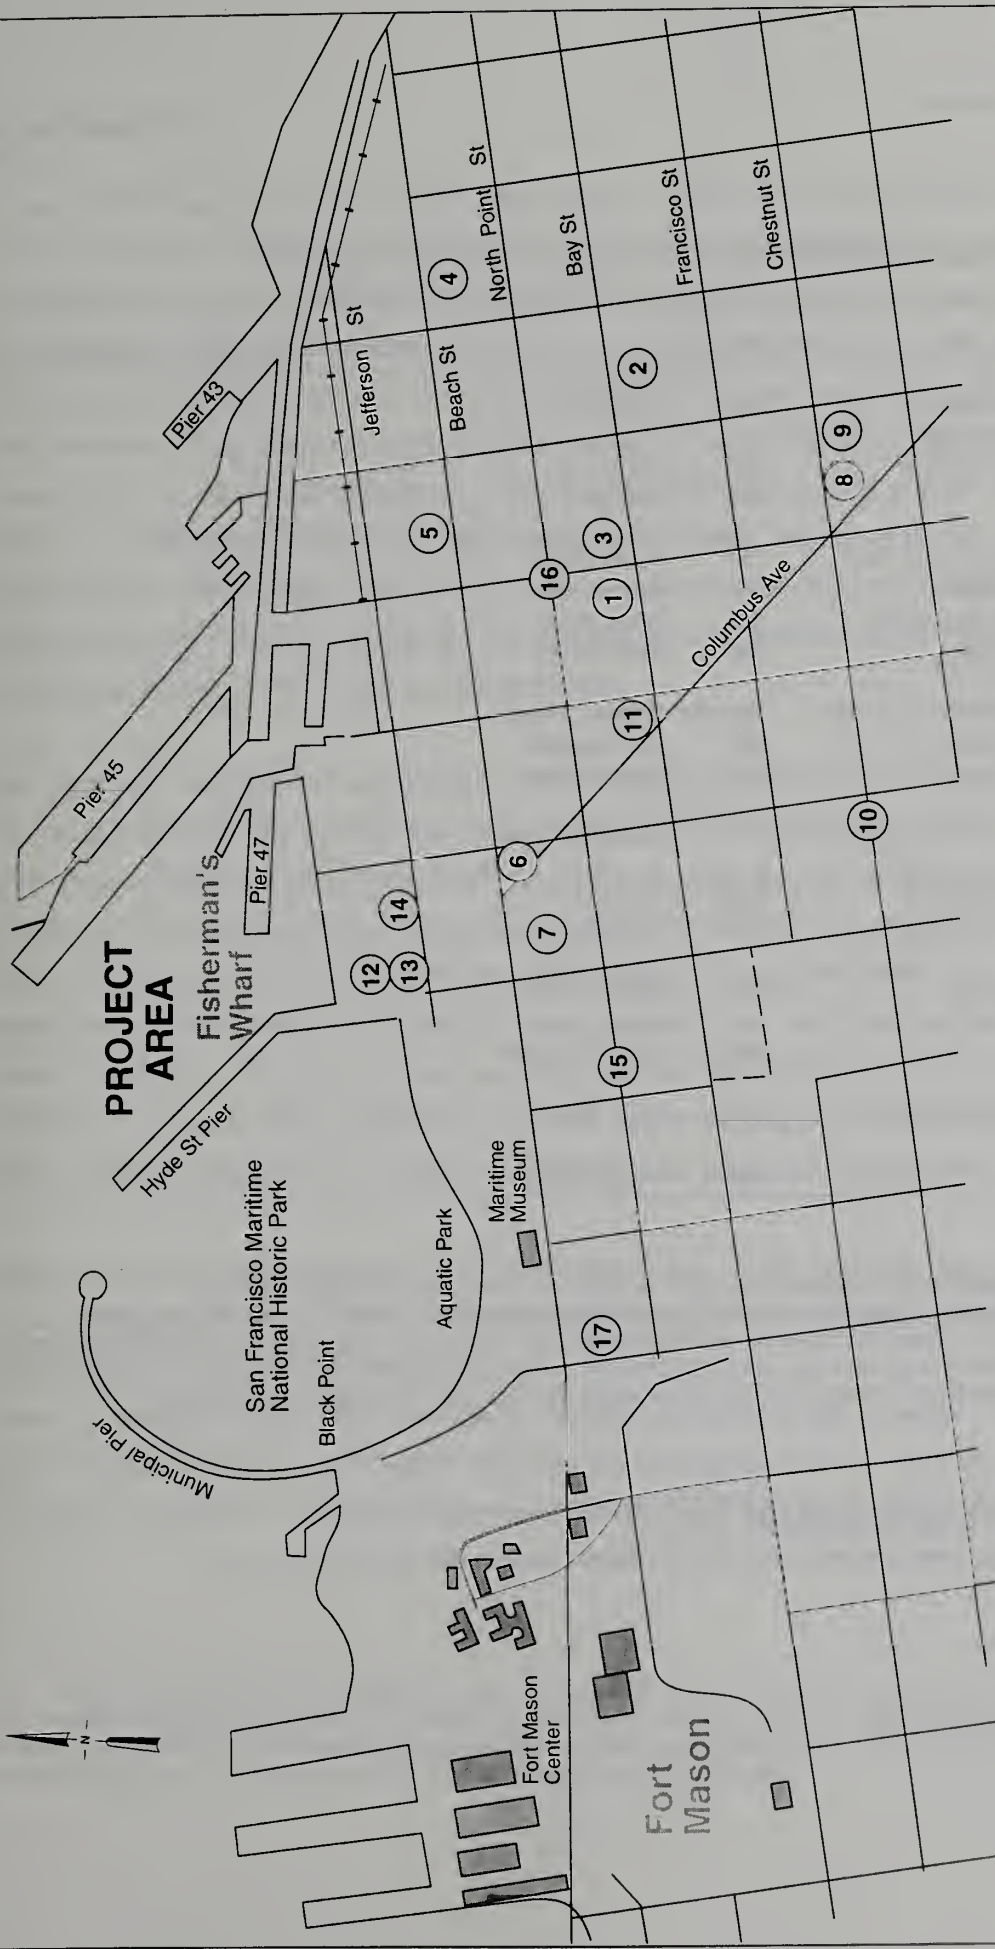 N
PROJECT
AREA
Fisherman's
Wharf
Pier 43
Pier 45
Pier 47
Hyde St Pier
Municipal Pier
San Francisco Maritime
National Historic Park
Black Point
Aquatic Park
Maritime
Museum
Fort Mason
Center
Fort
Mason
Jefferson St
Beach St
North Point St
Bay St
Francisco St
Chestnut St
Columbus Ave
1
2
3
4
5
6
7
8
9
10
11
12
13
14
15
16
17